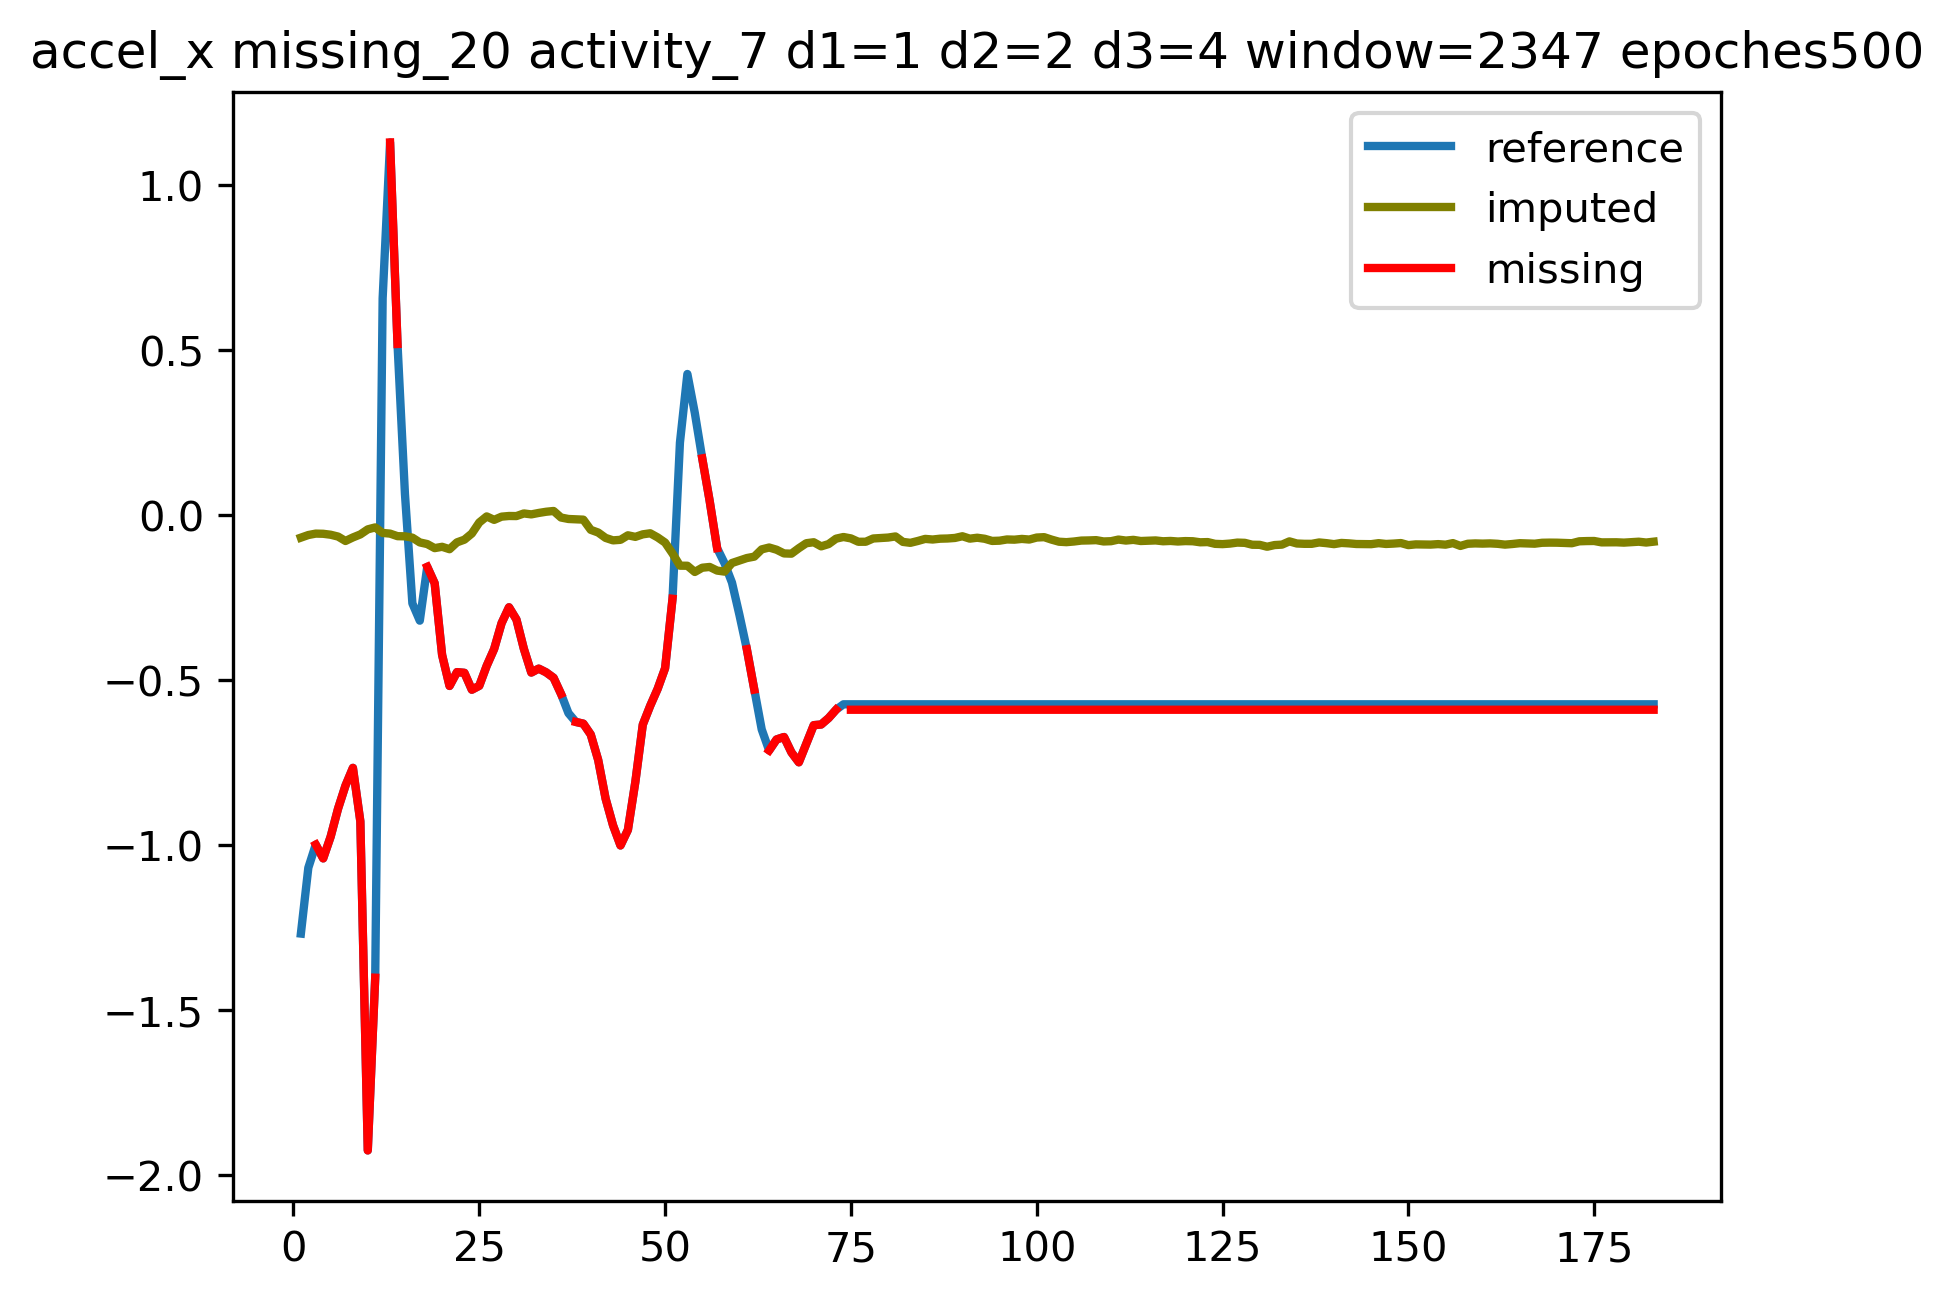 accel_x missing_20 activity_7 d1=1 d2=2 d3=4 window=2347 epoches500
reference
imputed
missing
1.0
0.5
0.0
−0.5
−1.0
−1.5
−2.0
0 25 50 75 100 125 150 175